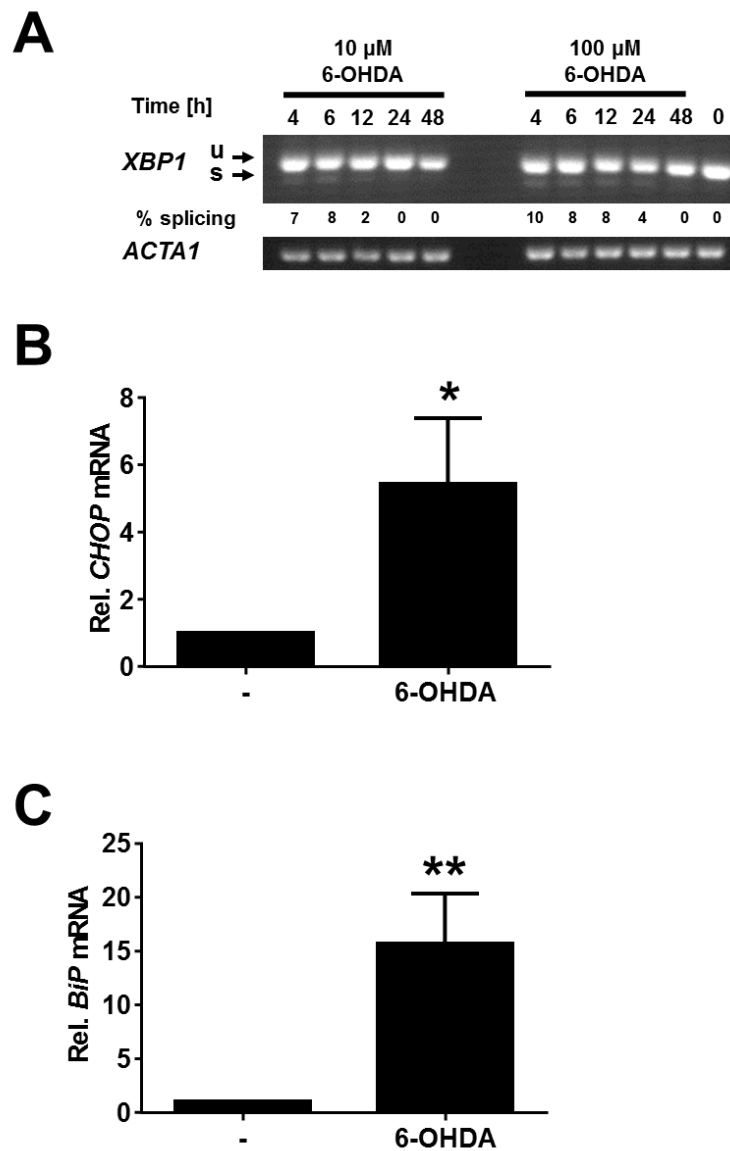 A
10 µM 100 µM
6-OHDA 6-OHDA
Time [h] 4 6 12 24 48 4 6 12 24 48 0
XBP1 u
s
% splicing 7 8 2 0 0 10 8 8 4 0 0
ACTA1
B
Rel. CHOP mRNA
8
*
6
4
2
0
- 6-OHDA
C
Rel. BiP mRNA
25
**
20
15
10
5
0
- 6-OHDA